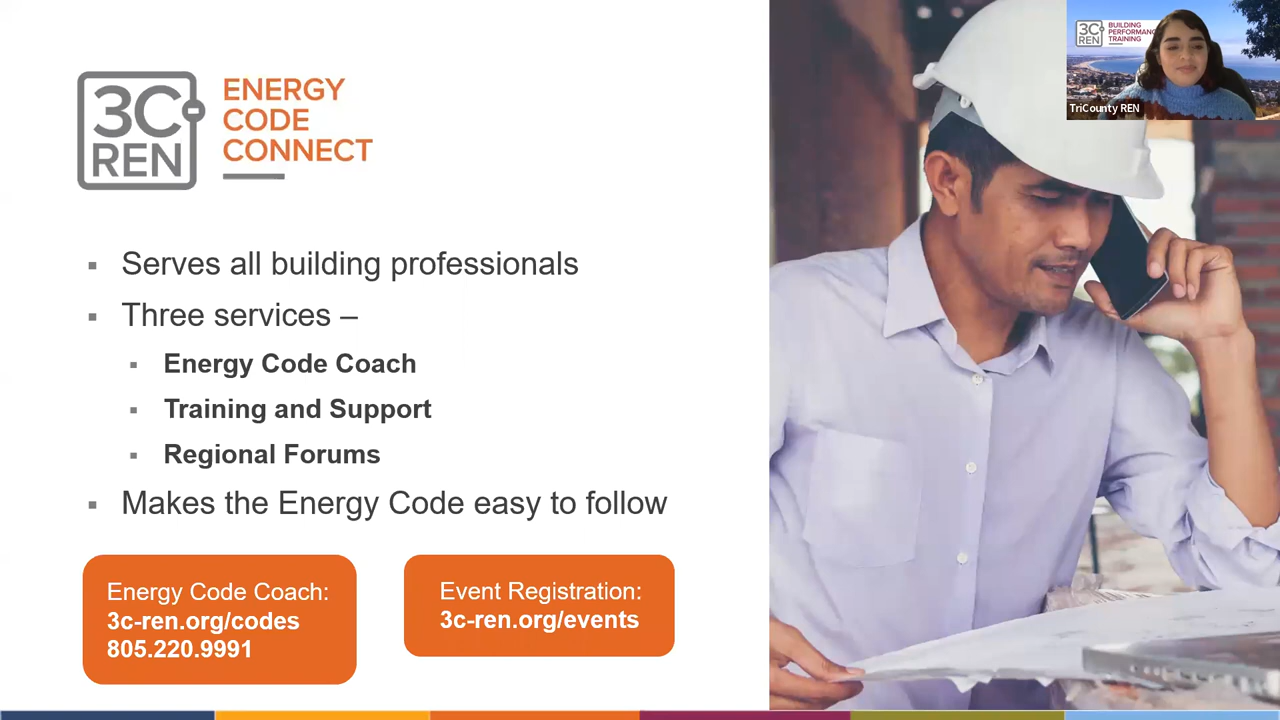 3C
REN
ENERGY
CODE
CONNECT
Serves all building professionals
Three services –
Energy Code Coach
Training and Support
Regional Forums
Makes the Energy Code easy to follow
Energy Code Coach:
3c-ren.org/codes
805.220.9991
Event Registration:
3c-ren.org/events
3C
REN
BUILDING
PERFORMANC
TRAINING
TriCounty REN